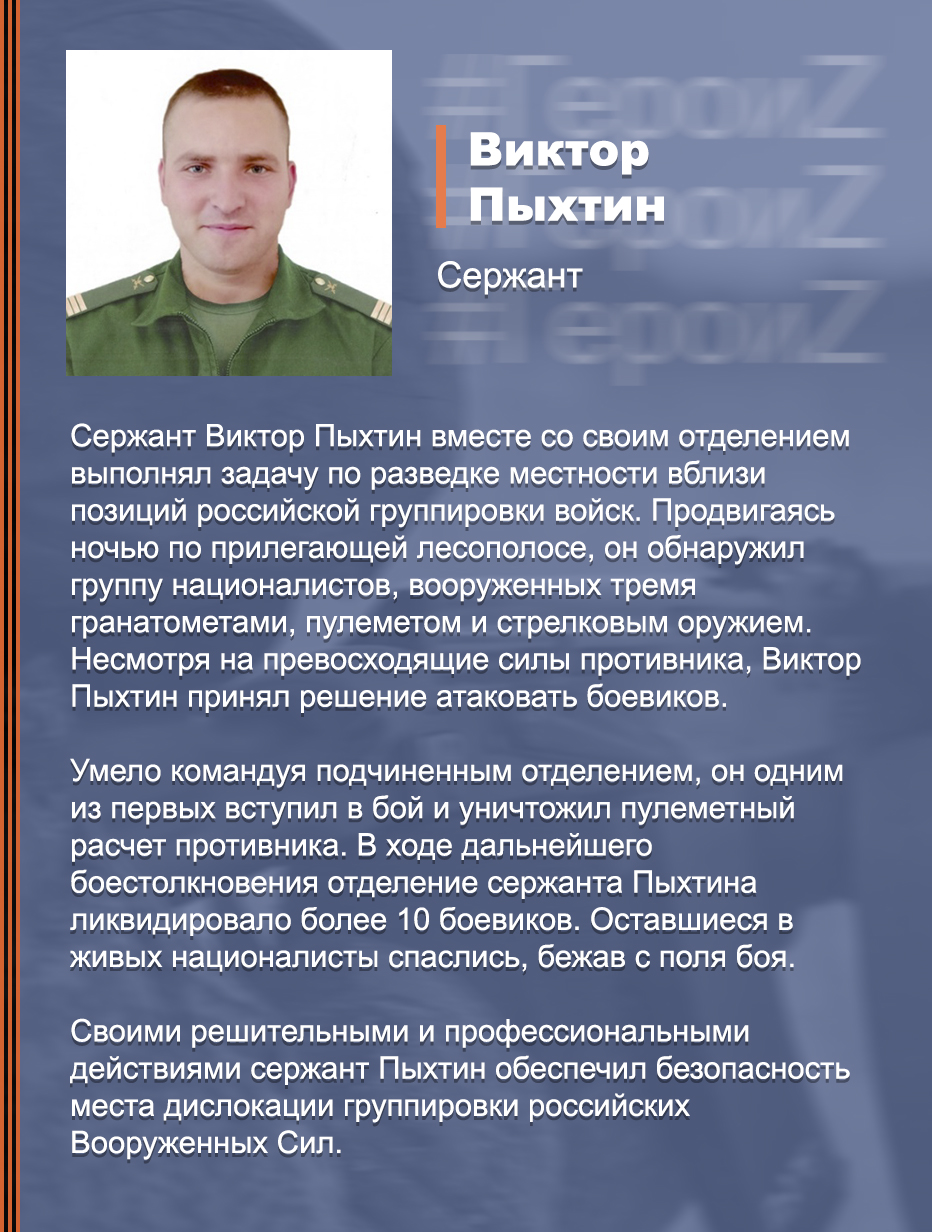 #ГероиZ
Виктор
#ГероиZ
Пыхтин
Сержант
#ГероиZ
Сержант Виктор Пыхтин вместе со своим отделением
выполнял задачу по разведке местности вблизи
позиций российской группировки войск. Продвигаясь
ночью по прилегающей лесополосе, он обнаружил
группу националистов, вооруженных тремя
гранатометами, пулеметом и стрелковым оружием.
Несмотря на превосходящие силы противника, Виктор
Пыхтин принял решение атаковать боевиков.
Умело командуя подчиненным отделением, он одним
из первых вступил в бой и уничтожил пулеметный
расчет противника. В ходе дальнейшего
боестолкновения отделение сержанта Пыхтина
ликвидировало более 10 боевиков. Оставшиеся в
живых националисты спаслись, бежав с поля боя.
Своими решительными и профессиональными
действиями сержант Пыхтин обеспечил безопасность
места дислокации группировки российских
Вооруженных Сил.